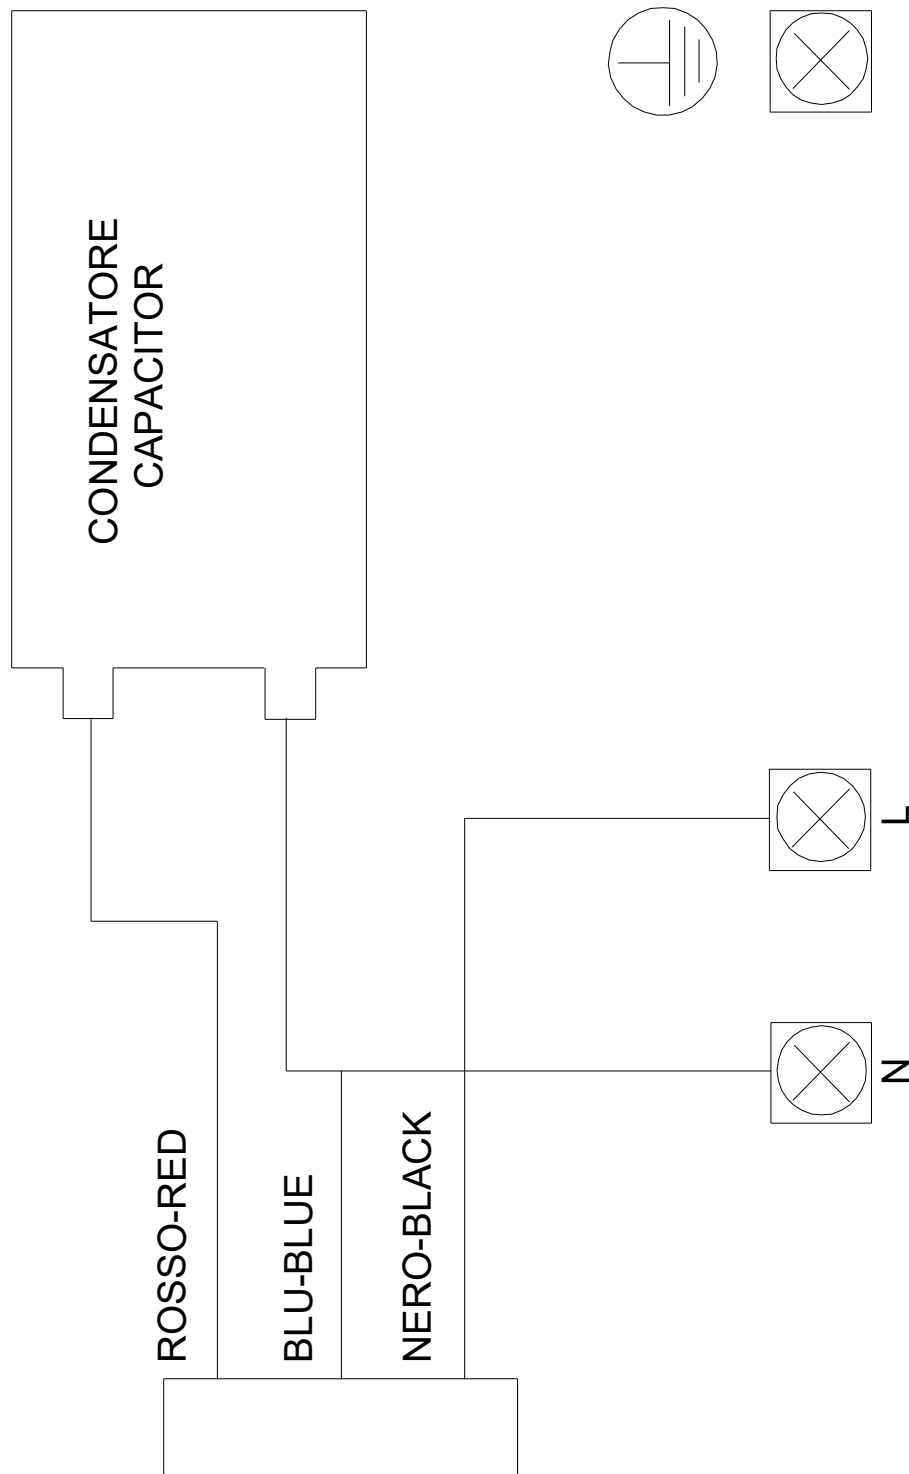 CONDENSATORE
CAPACITOR
L
N
ROSSO-RED
BLU-BLUE
NERO-BLACK